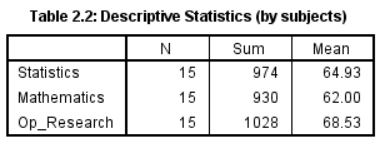 Table 2.2: Descriptive Statistics (by subjects)
N Sum Mean
Statistics 15 974 64.93
Mathematics 15 930 62.00
Op_Research 15 1028 68.53